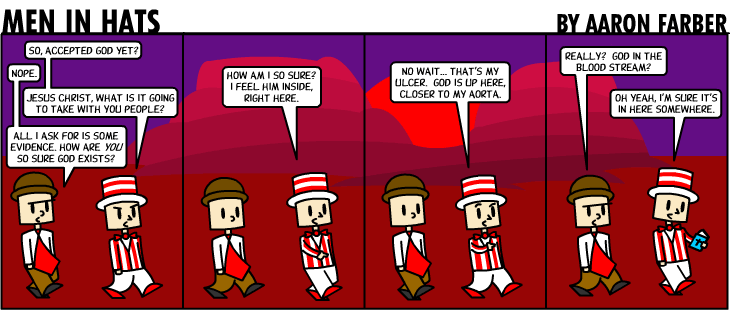 MEN IN HATS
BY AARON FARBER
SO, ACCEPTED GOD YET?
NOPE.
JESUS CHRIST, WHAT IS IT GOING
TO TAKE WITH YOU PEOPLE?
ALL I ASK FOR IS SOME
EVIDENCE. HOW ARE YOU
SO SURE GOD EXISTS?
HOW AM I SO SURE?
I FEEL HIM INSIDE,
RIGHT HERE.
NO WAIT... THAT'S MY
ULCER. GOD IS UP HERE,
CLOSER TO MY AORTA.
REALLY? GOD IN THE
BLOOD STREAM?
OH YEAH, I'M SURE IT'S
IN HERE SOMEWHERE.